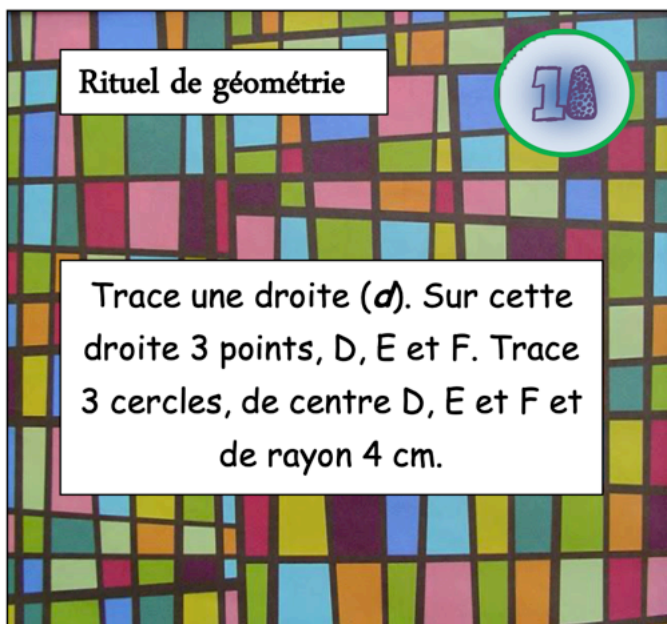 Rituel de géométrie
10
Trace une droite (d). Sur cette
droite 3 points, D, E et F. Trace
3 cercles, de centre D, E et F et
de rayon 4 cm.